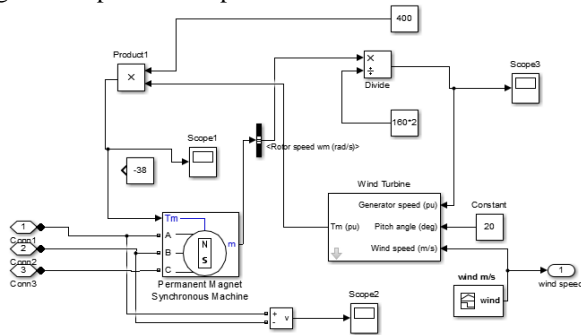 400
Product1
×
Scope3
×
÷
Divide
160*2
Scope1
<Rotor speed wm (rad/s)>
-38
Wind Turbine
Generator speed (pu)
Tm (pu)
Pitch angle (deg)
Wind speed (m/s)
Constant
20
Tm
A
B
C
m
N
S
1
Conn1
2
Conn2
3
Conn3
Permanent Magnet
Synchronous Machine
wind m/s
wind
1
wind speed
+
-
v
Scope2